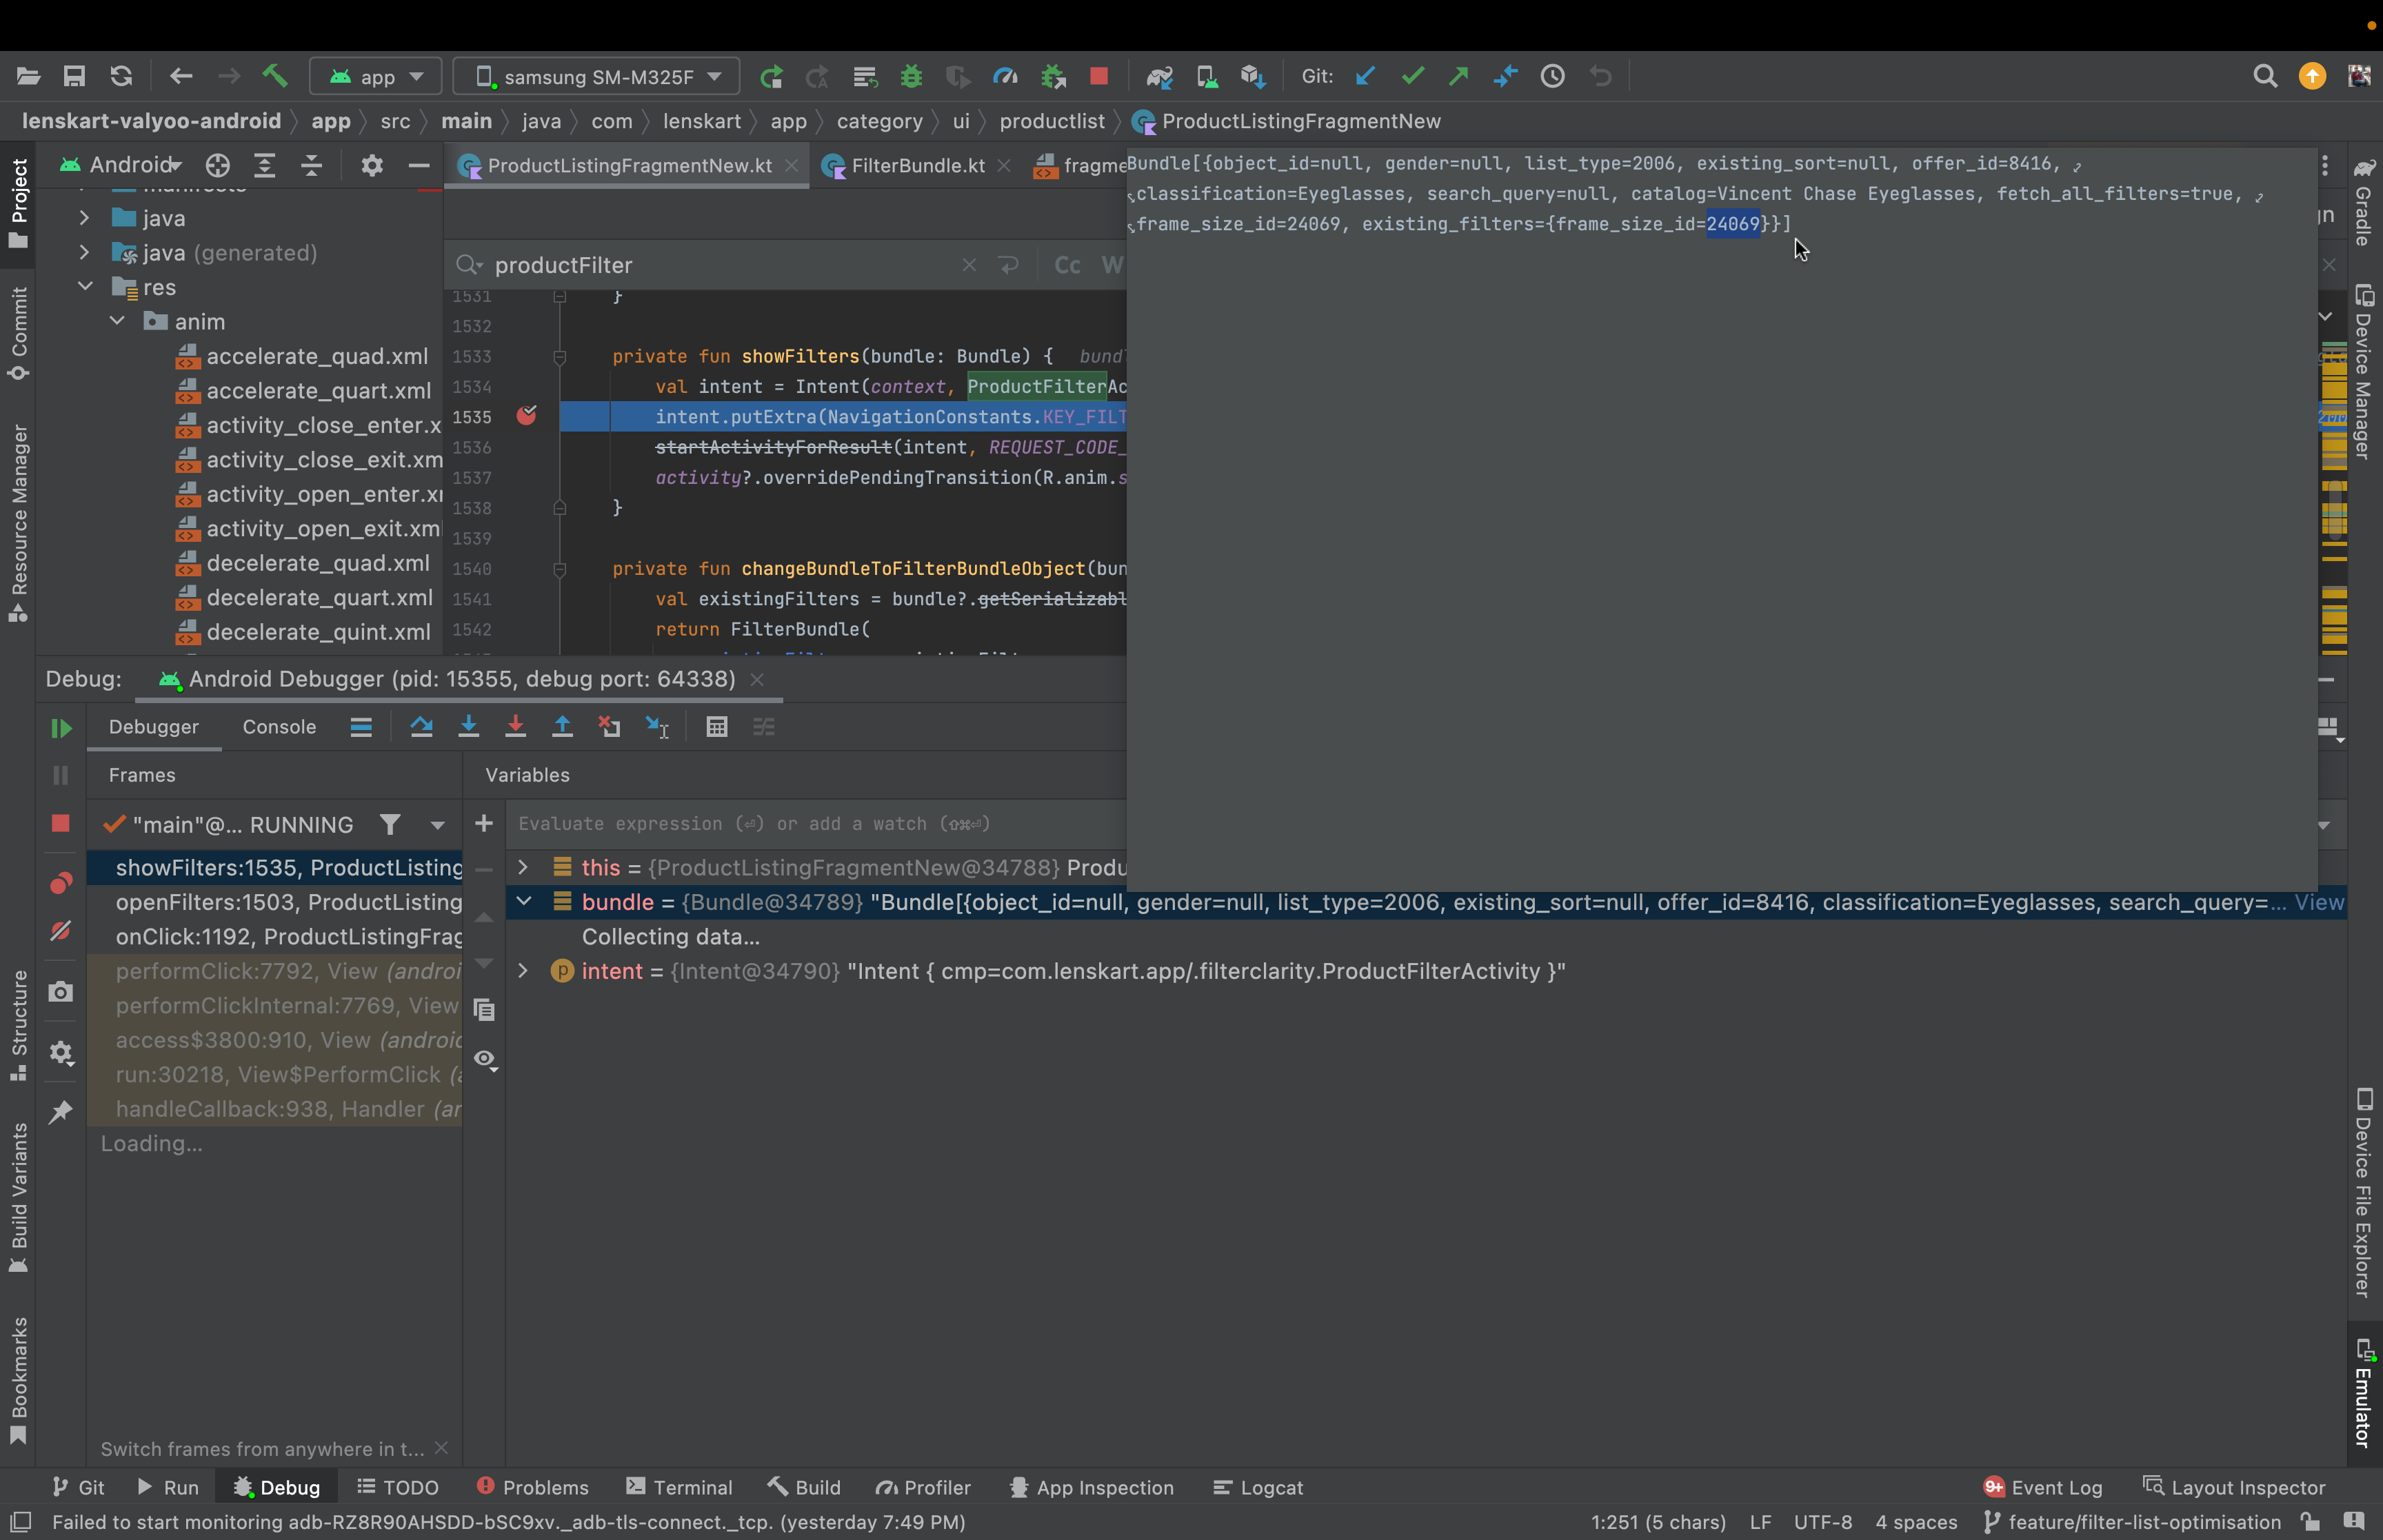 app
samsung SM-M325F
Git:
lenskart-valyoo-android
app
src
main
java
com
lenskart
app
category
ui
productlist
ProductListingFragmentNew
Project
Commit
Resource Manager
Structure
Build Variants
Bookmarks
Android
java
java (generated)
res
anim
accelerate_quad.xml
accelerate_quart.xml
activity_close_enter.x
activity_close_exit.xm
activity_open_enter.x
activity_open_exit.xm
decelerate_quad.xml
decelerate_quart.xml
decelerate_quint.xml
ProductListingFragmentNew.kt
FilterBundle.kt
fragme
productFilter
Cc
W
1531 }
1532
1533 private fun showFilters(bundle: Bundle) { bund
1534 val intent = Intent(context, ProductFilterAc
1535 intent.putExtra(NavigationConstants.KEY_FILT
1536 startActivityForResult(intent, REQUEST_CODE_
1537 activity?.overridePendingTransition(R.anim.s
1538 }
1539
1540 private fun changeBundleToFilterBundleObject(bun
1541 val existingFilters = bundle?.getSerializabl
1542 return FilterBundle(
Bundle[{object_id=null, gender=null, list_type=2006, existing_sort=null, offer_id=8416,
classification=Eyeglasses, search_query=null, catalog=Vincent Chase Eyeglasses, fetch_all_filters=true,
frame_size_id=24069, existing_filters={frame_size_id=24069}}]
Gradle
Device Manager
Device File Explorer
Emulator
Debug:
Android Debugger (pid: 15355, debug port: 64338)
Debugger
Console
Frames
Variables
"main"@... RUNNING
Evaluate expression (⏎) or add a watch (⇧⌘⏎)
showFilters:1535, ProductListing
openFilters:1503, ProductListing
onClick:1192, ProductListingFrag
performClick:7792, View (androi
performClickInternal:7769, View
access$3800:910, View (androic
run:30218, View$PerformClick (a
handleCallback:938, Handler (ar
Loading...
this = {ProductListingFragmentNew@34788} Produ
bundle = {Bundle@34789} "Bundle[{object_id=null, gender=null, list_type=2006, existing_sort=null, offer_id=8416, classification=Eyeglasses, search_query=... View
Collecting data...
intent = {Intent@34790} "Intent { cmp=com.lenskart.app/.filterclarity.ProductFilterActivity }"
Switch frames from anywhere in t...
Git
Run
Debug
TODO
Problems
Terminal
Build
Profiler
App Inspection
Logcat
9+ Event Log
Layout Inspector
Failed to start monitoring adb-RZ8R90AHSDD-bSC9xv._adb-tls-connect._tcp. (yesterday 7:49 PM)
1:251 (5 chars)
LF
UTF-8
4 spaces
feature/filter-list-optimisation